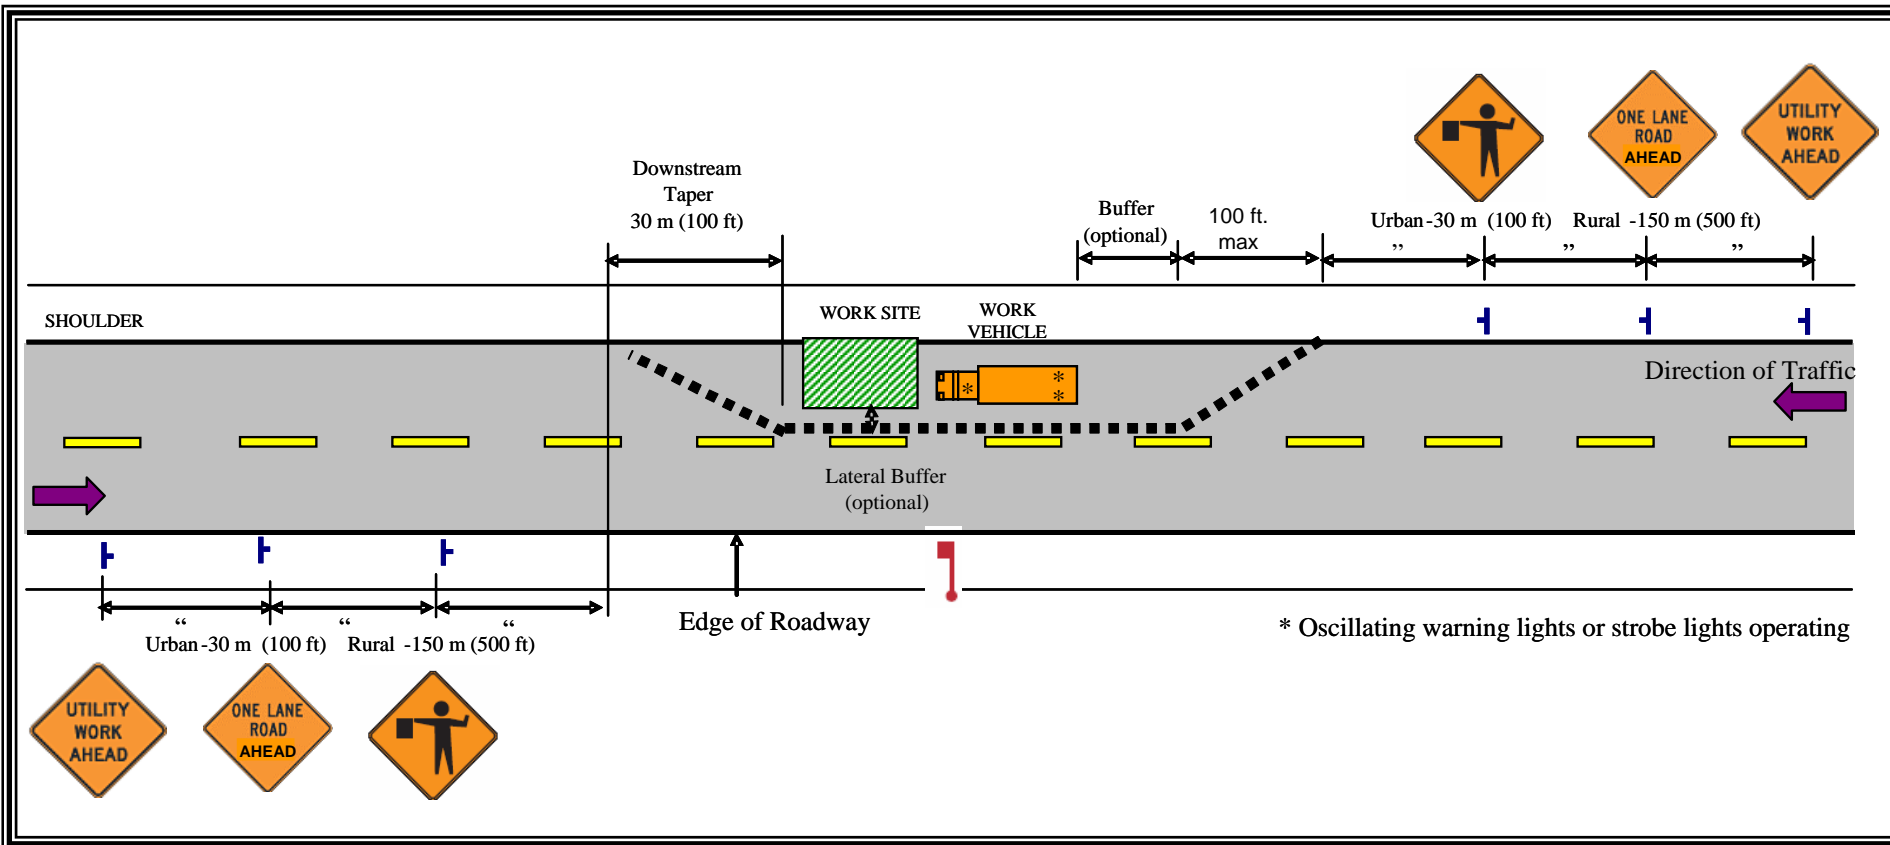 ONE LANE
ROAD
AHEAD
UTILITY
WORK
AHEAD
Downstream
Taper
30 m (100 ft)
Buffer
(optional)
100 ft.
max
Urban -30 m (100 ft) Rural -150 m (500 ft)
” ” ”
SHOULDER
WORK SITE
WORK
VEHICLE
* * *
Direction of Traffic
Lateral Buffer
(optional)
“ “ “
Urban -30 m (100 ft) Rural -150 m (500 ft)
Edge of Roadway
* Oscillating warning lights or strobe lights operating
UTILITY
WORK
AHEAD
ONE LANE
ROAD
AHEAD